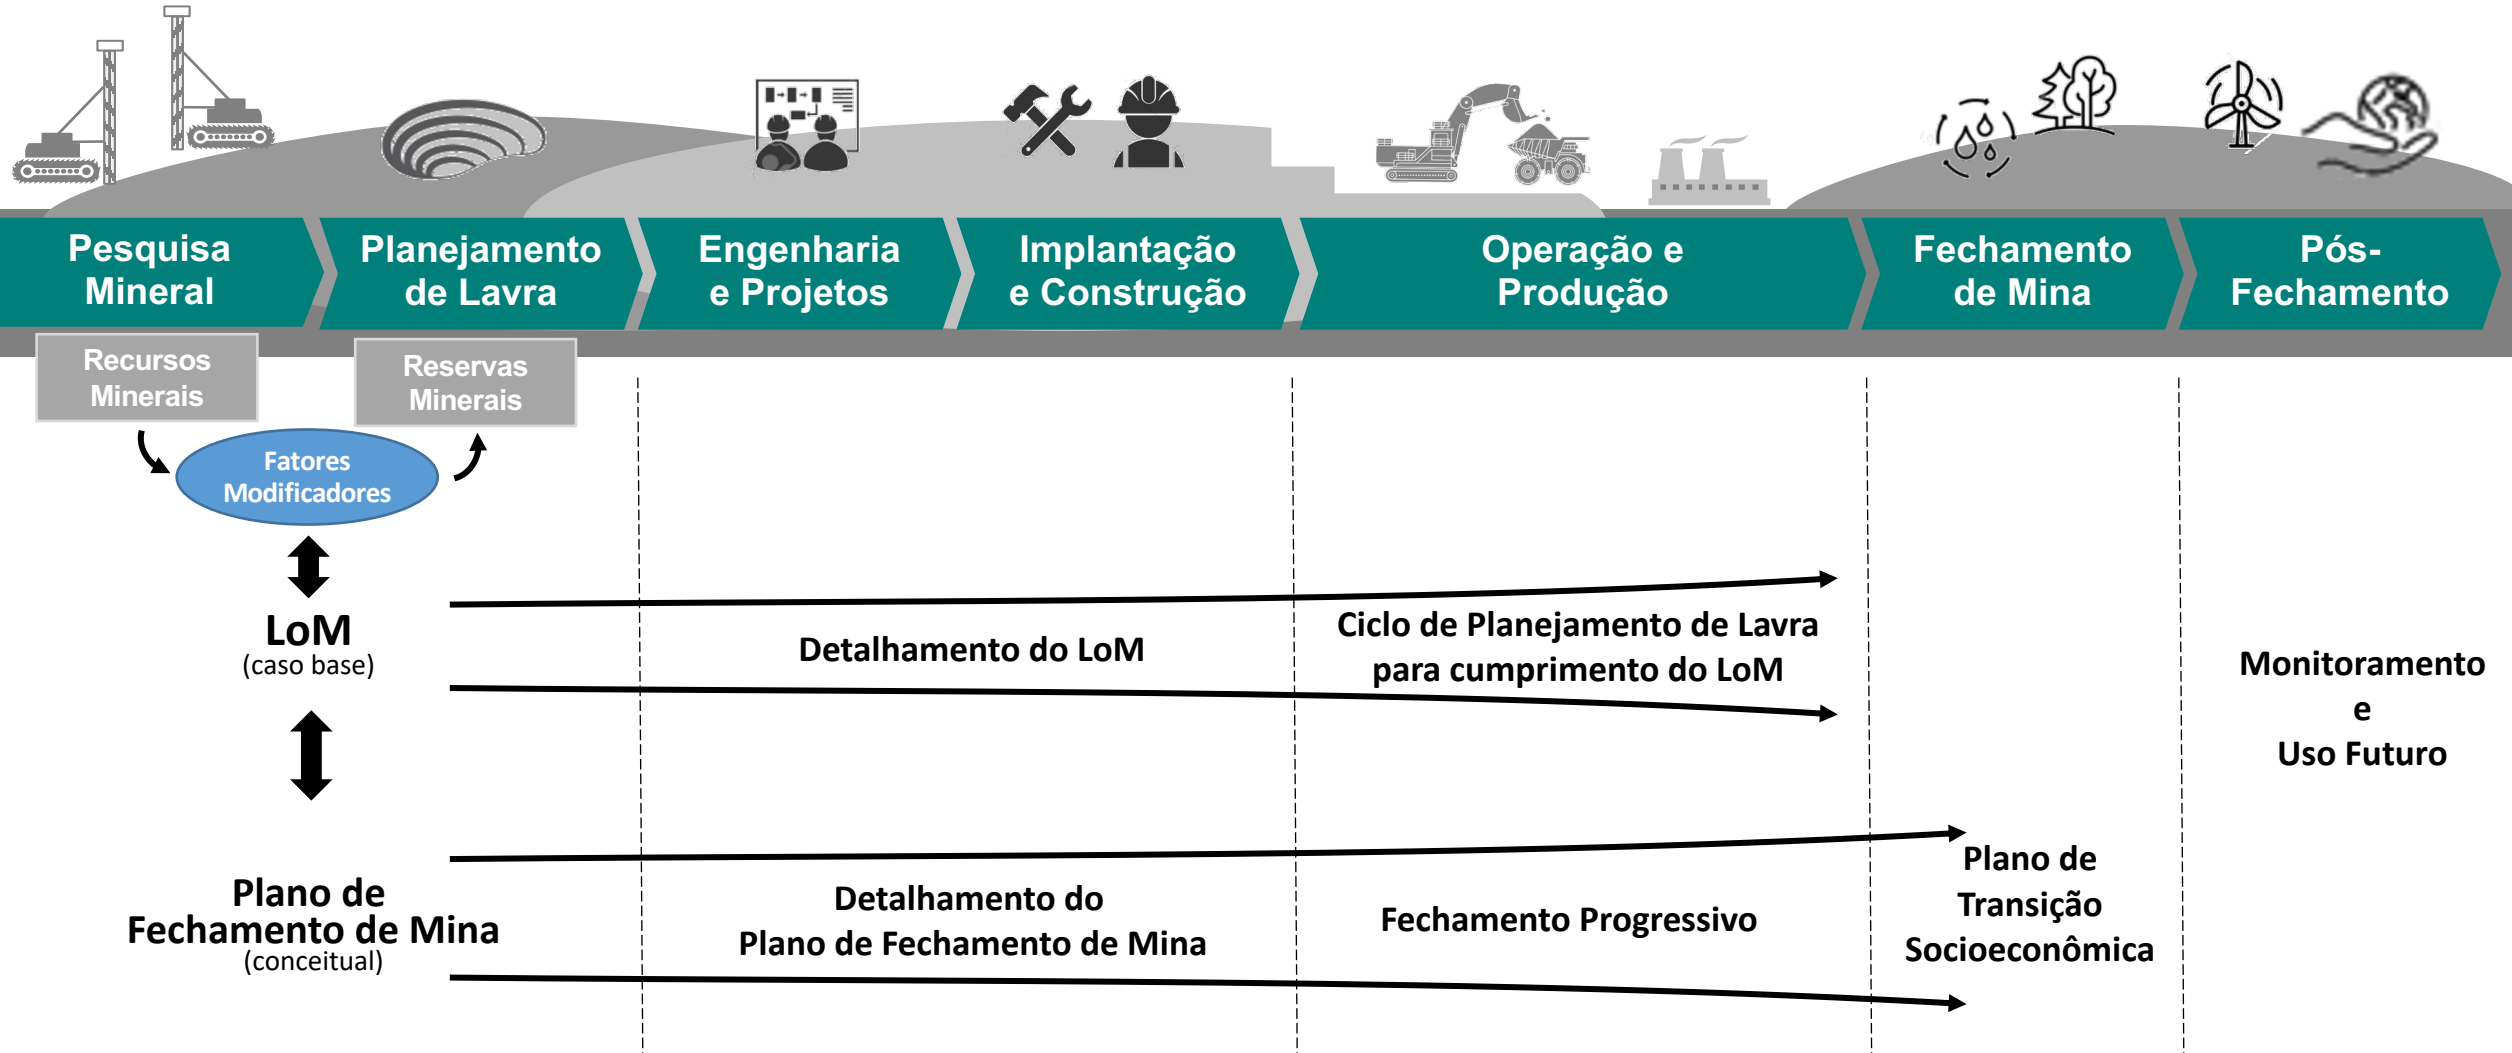 Pesquisa
Mineral
Planejamento
de Lavra
Engenharia
e Projetos
Implantação
e Construção
Operação e
Produção
Fechamento
de Mina
Pós-
Fechamento
Recursos
Minerais
Reservas
Minerais
Fatores
Modificadores
LoM
(caso base)
Detalhamento do LoM
Ciclo de Planejamento de Lavra
para cumprimento do LoM
Monitoramento
e
Uso Futuro
Plano de
Fechamento de Mina
(conceitual)
Detalhamento do
Plano de Fechamento de Mina
Fechamento Progressivo
Plano de
Transição
Socioeconômica